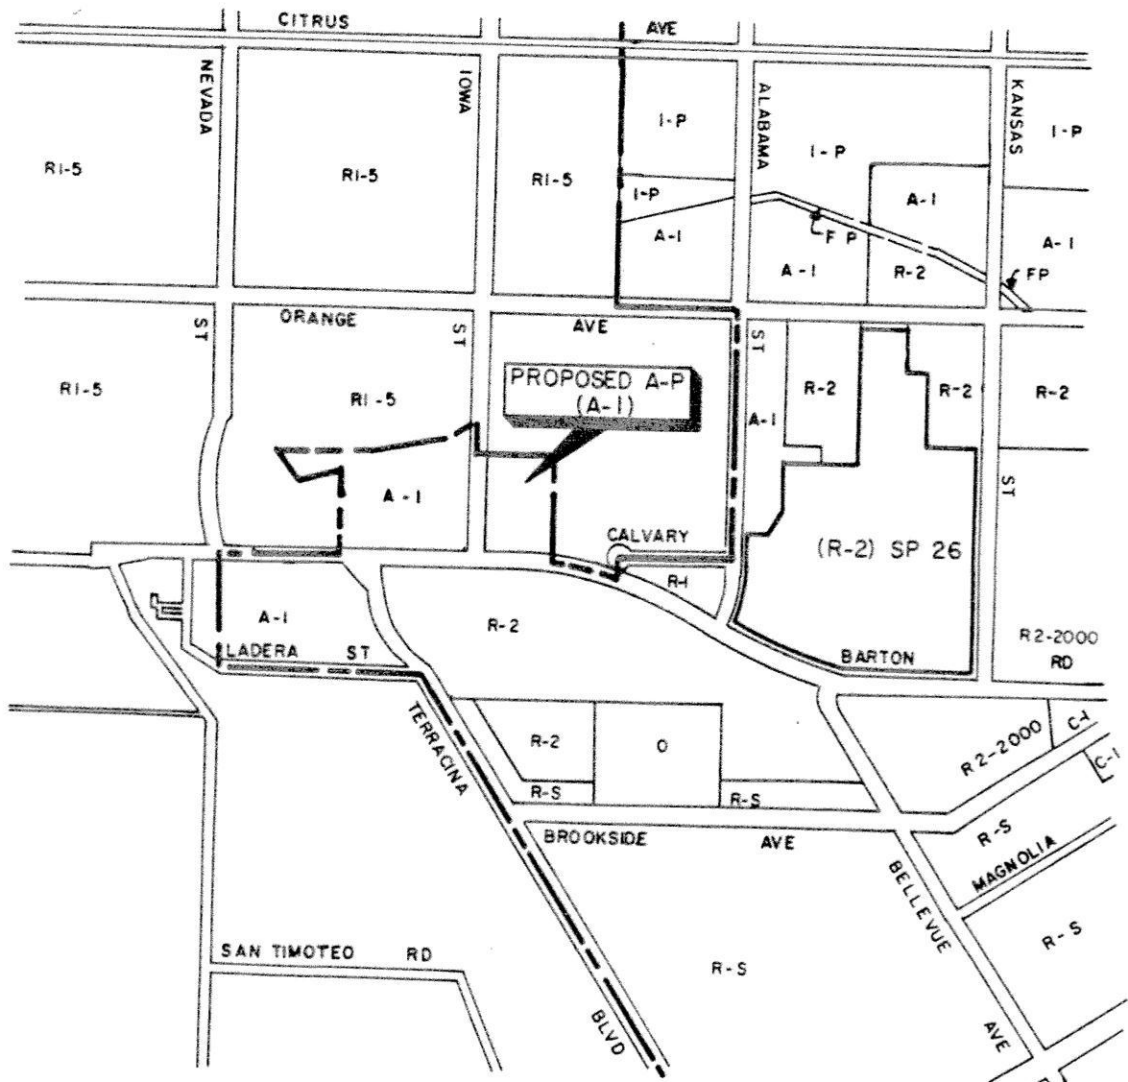 CITRUS AVE
NEVADA
IOWA
ALABAMA
KANSAS
I-P
I-P
I-P
R1-5
R1-5
R1-5
I-P
A-1
A-1
F P
A-1
A-1
R-2
FP
ORANGE AVE
ST
ST
ST
ST
R1-5
R1-5
PROPOSED A-P
(A-1)
A-1
R-2
R-2
R-2
A-1
CALVARY
(R-2) SP 26
R-1
A-1
R-2
LADERA ST
BARTON RD
R2-2000
TERRACINA BLVD
R-2
O
R2-2000
C-1
C-1
R-S
R-S
BROOKSIDE AVE
R-S
MAGNOLIA
BELLEVUE AVE
R-S
SAN TIMOTEO RD
R-S